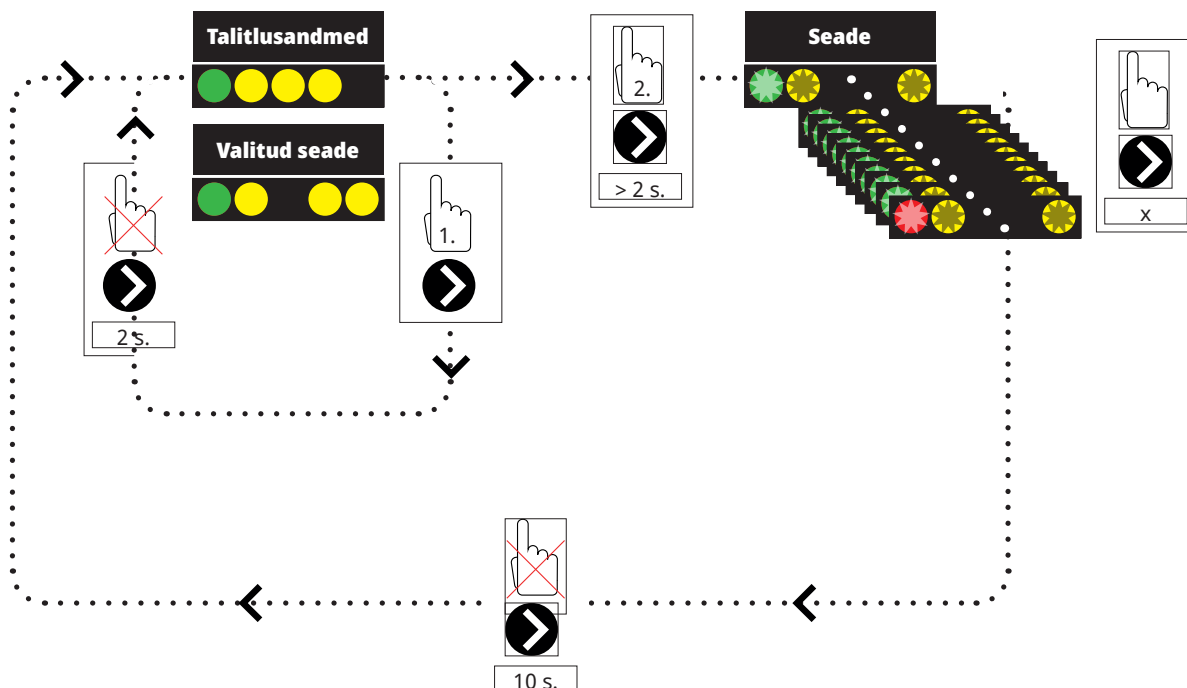 Talitlusandmed
Valitud seade
Seade
1.
2.
> 2 s.
x
2 s.
10 s.